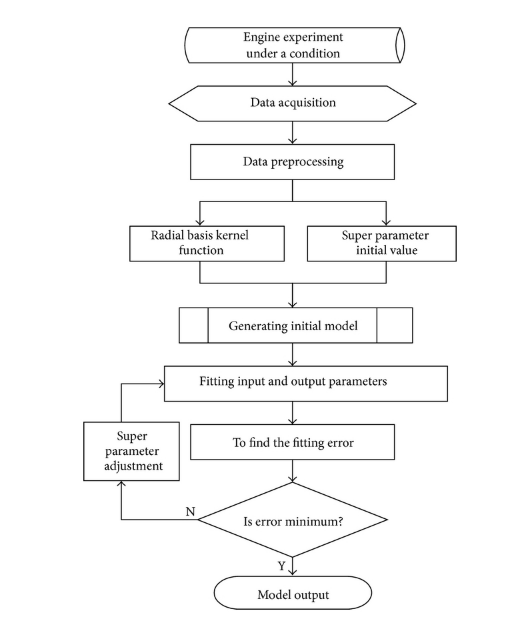 Engine experiment
under a condition
Data acquisition
Data preprocessing
Radial basis kernel
function
Super parameter
initial value
Generating initial model
Fitting input and output parameters
Super
parameter
adjustment
To find the fitting error
N
Is error minimum?
Y
Model output